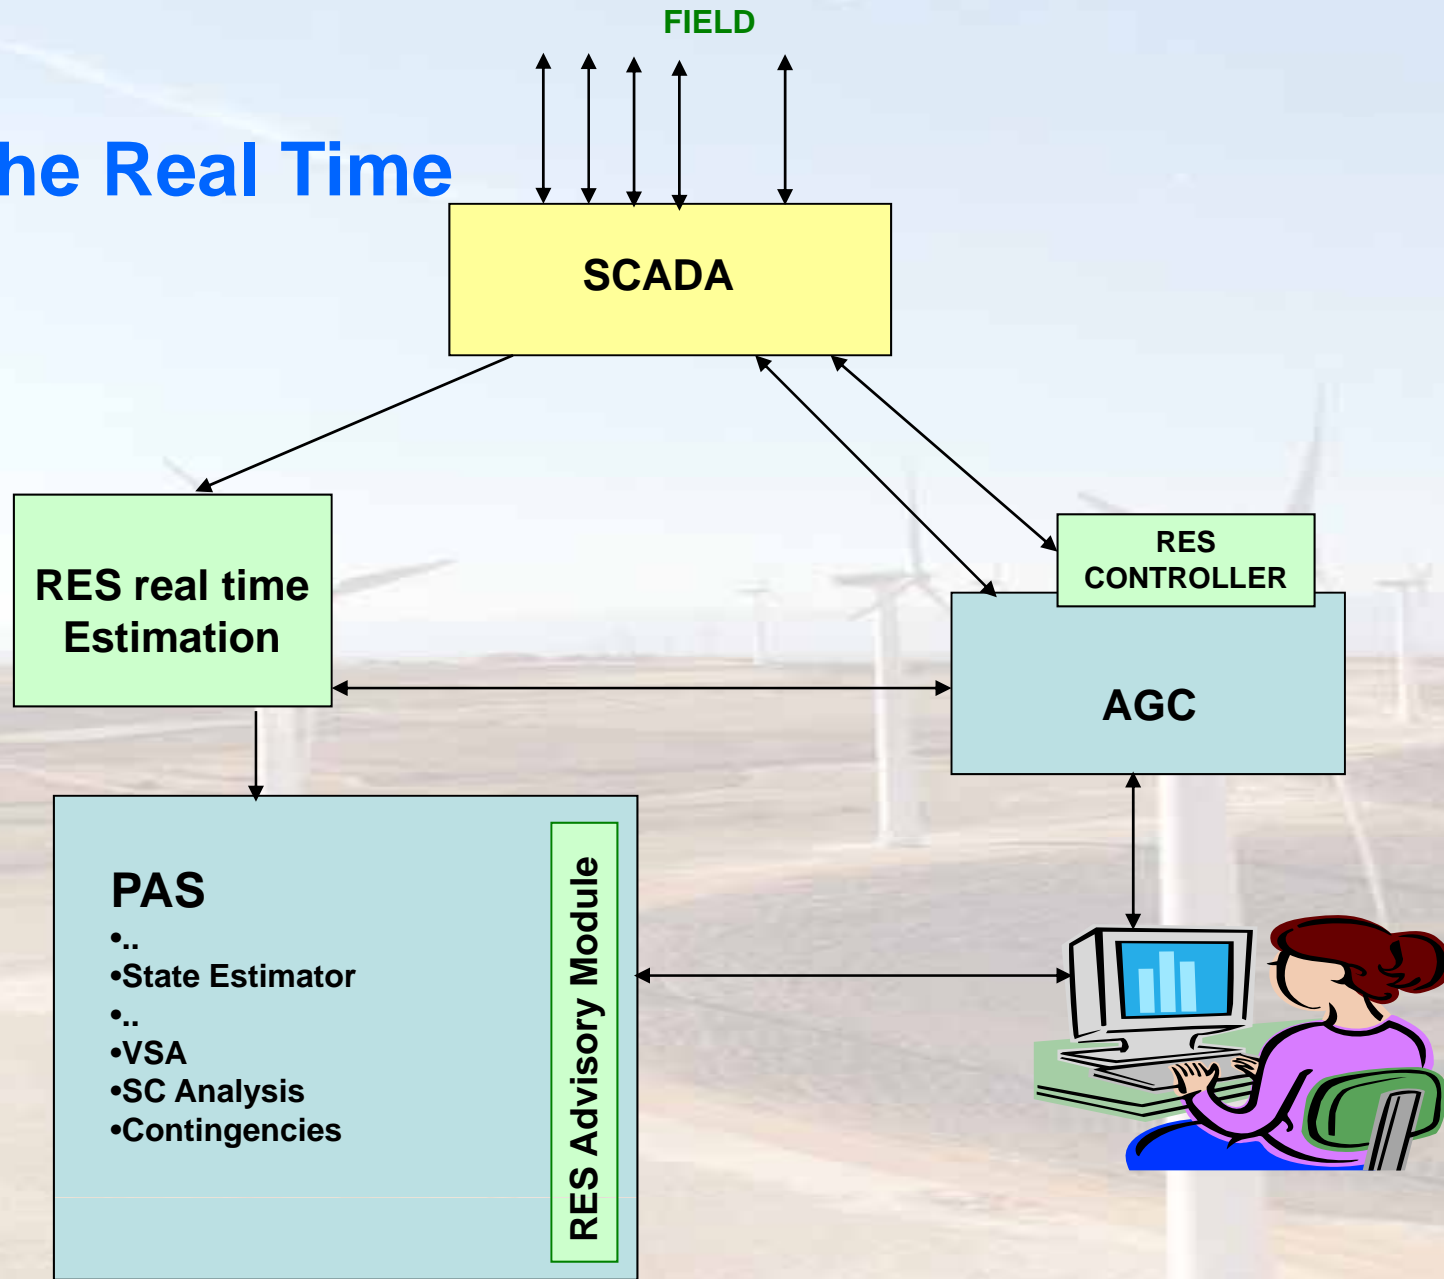 FIELD
he Real Time
SCADA
RES
CONTROLLER
RES real time
Estimation
AGC
PAS
•..
•State Estimator
•..
•VSA
•SC Analysis
•Contingencies
RES Advisory Module